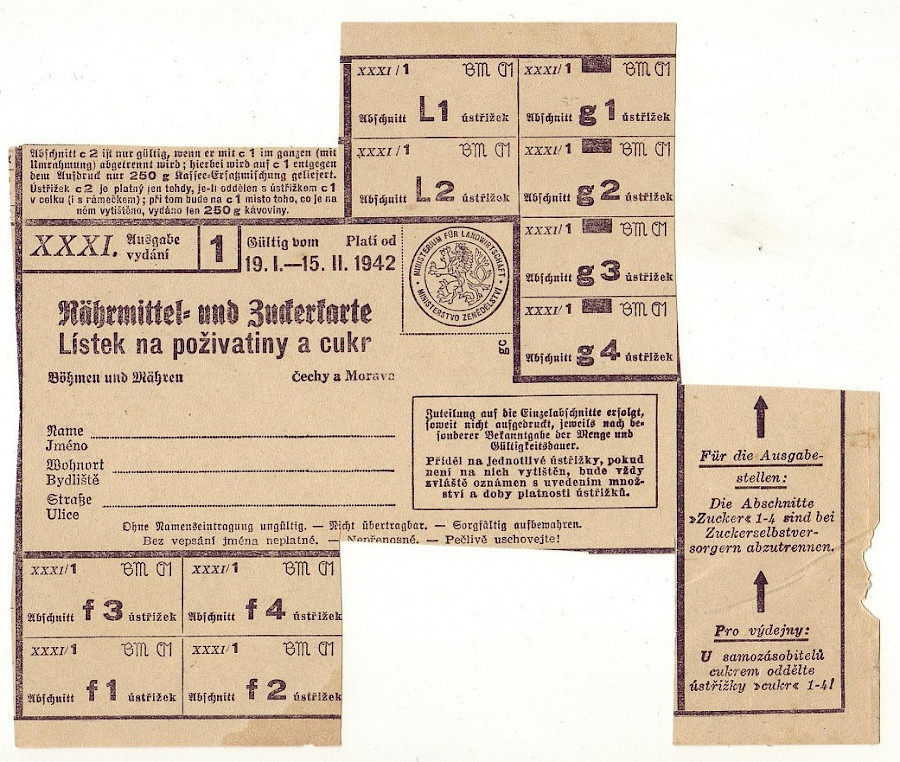 XXXI/1 BM ČM
Abschnitt L1 ústřižek
XXXI/1 BM ČM
Abschnitt g1 ústřižek
XXXI/1 BM ČM
Abschnitt L2 ústřižek
XXXI/1 BM ČM
Abschnitt g2 ústřižek
XXXI/1 BM ČM
Abschnitt g3 ústřižek
XXXI/1 BM ČM
Abschnitt g4 ústřižek
Abschnitt c2 ist nur gültig, wenn er mit c1 im ganzen (mit
Umrahmung) abgetrennt wird; hierbei wird auf c1 entgegen
dem Aufdruck nur 250 g Kaffee-Ersatzmischung geliefert.
Ústřižek c2 je platný jen tehdy, je-li oddělen s ústřižkem c1
v celku (i s rámečkem); při tom bude na c1 místo toho, co je na
něm vytištěno, vydáno jen 250 g kávoviny.
XXXI. Ausgabe
vydání
1
Gültig vom Platí od
19. I.—15. II. 1942
MINISTERIUM FÜR LANDWIRTSCHAFT
MINISTERSTVO ZEMĚDĚLSTVÍ
gc
Nährmittel- und Zuckerkarte
Lístek na poživatiny a cukr
Böhmen und Mähren Čechy a Morava
Name
Jméno
Wohnort
Bydliště
Straße
Ulice
Zuteilung auf die Einzelabschnitte erfolgt,
soweit nicht aufgedruckt, jeweils nach be-
sonderer Bekanntgabe der Menge und
Gültigkeitsdauer.
Příděl na jednotlivé ústřižky, pokud
není na nich vytištěn, bude vždy
zvláště oznámen s uvedením množ-
ství a doby platnosti ústřižků.
Ohne Namenseintragung ungültig. — Nicht übertragbar. — Sorgfältig aufbewahren.
Bez vepsání jména neplatné. — Nepřenosné. — Pečlivě uschovejte!
XXXI/1 BM ČM
Abschnitt f3 ústřižek
XXXI/1 BM ČM
Abschnitt f4 ústřižek
XXXI/1 BM ČM
Abschnitt f1 ústřižek
XXXI/1 BM ČM
Abschnitt f2 ústřižek
Für die Ausgabe-
stellen:
Die Abschnitte
»Zucker« 1-4 sind bei
Zuckerselbstver-
sorgern abzutrennen.
Pro výdejny:
U samozásobitelů
cukrem oddělte
ústřižky »cukr« 1-4!